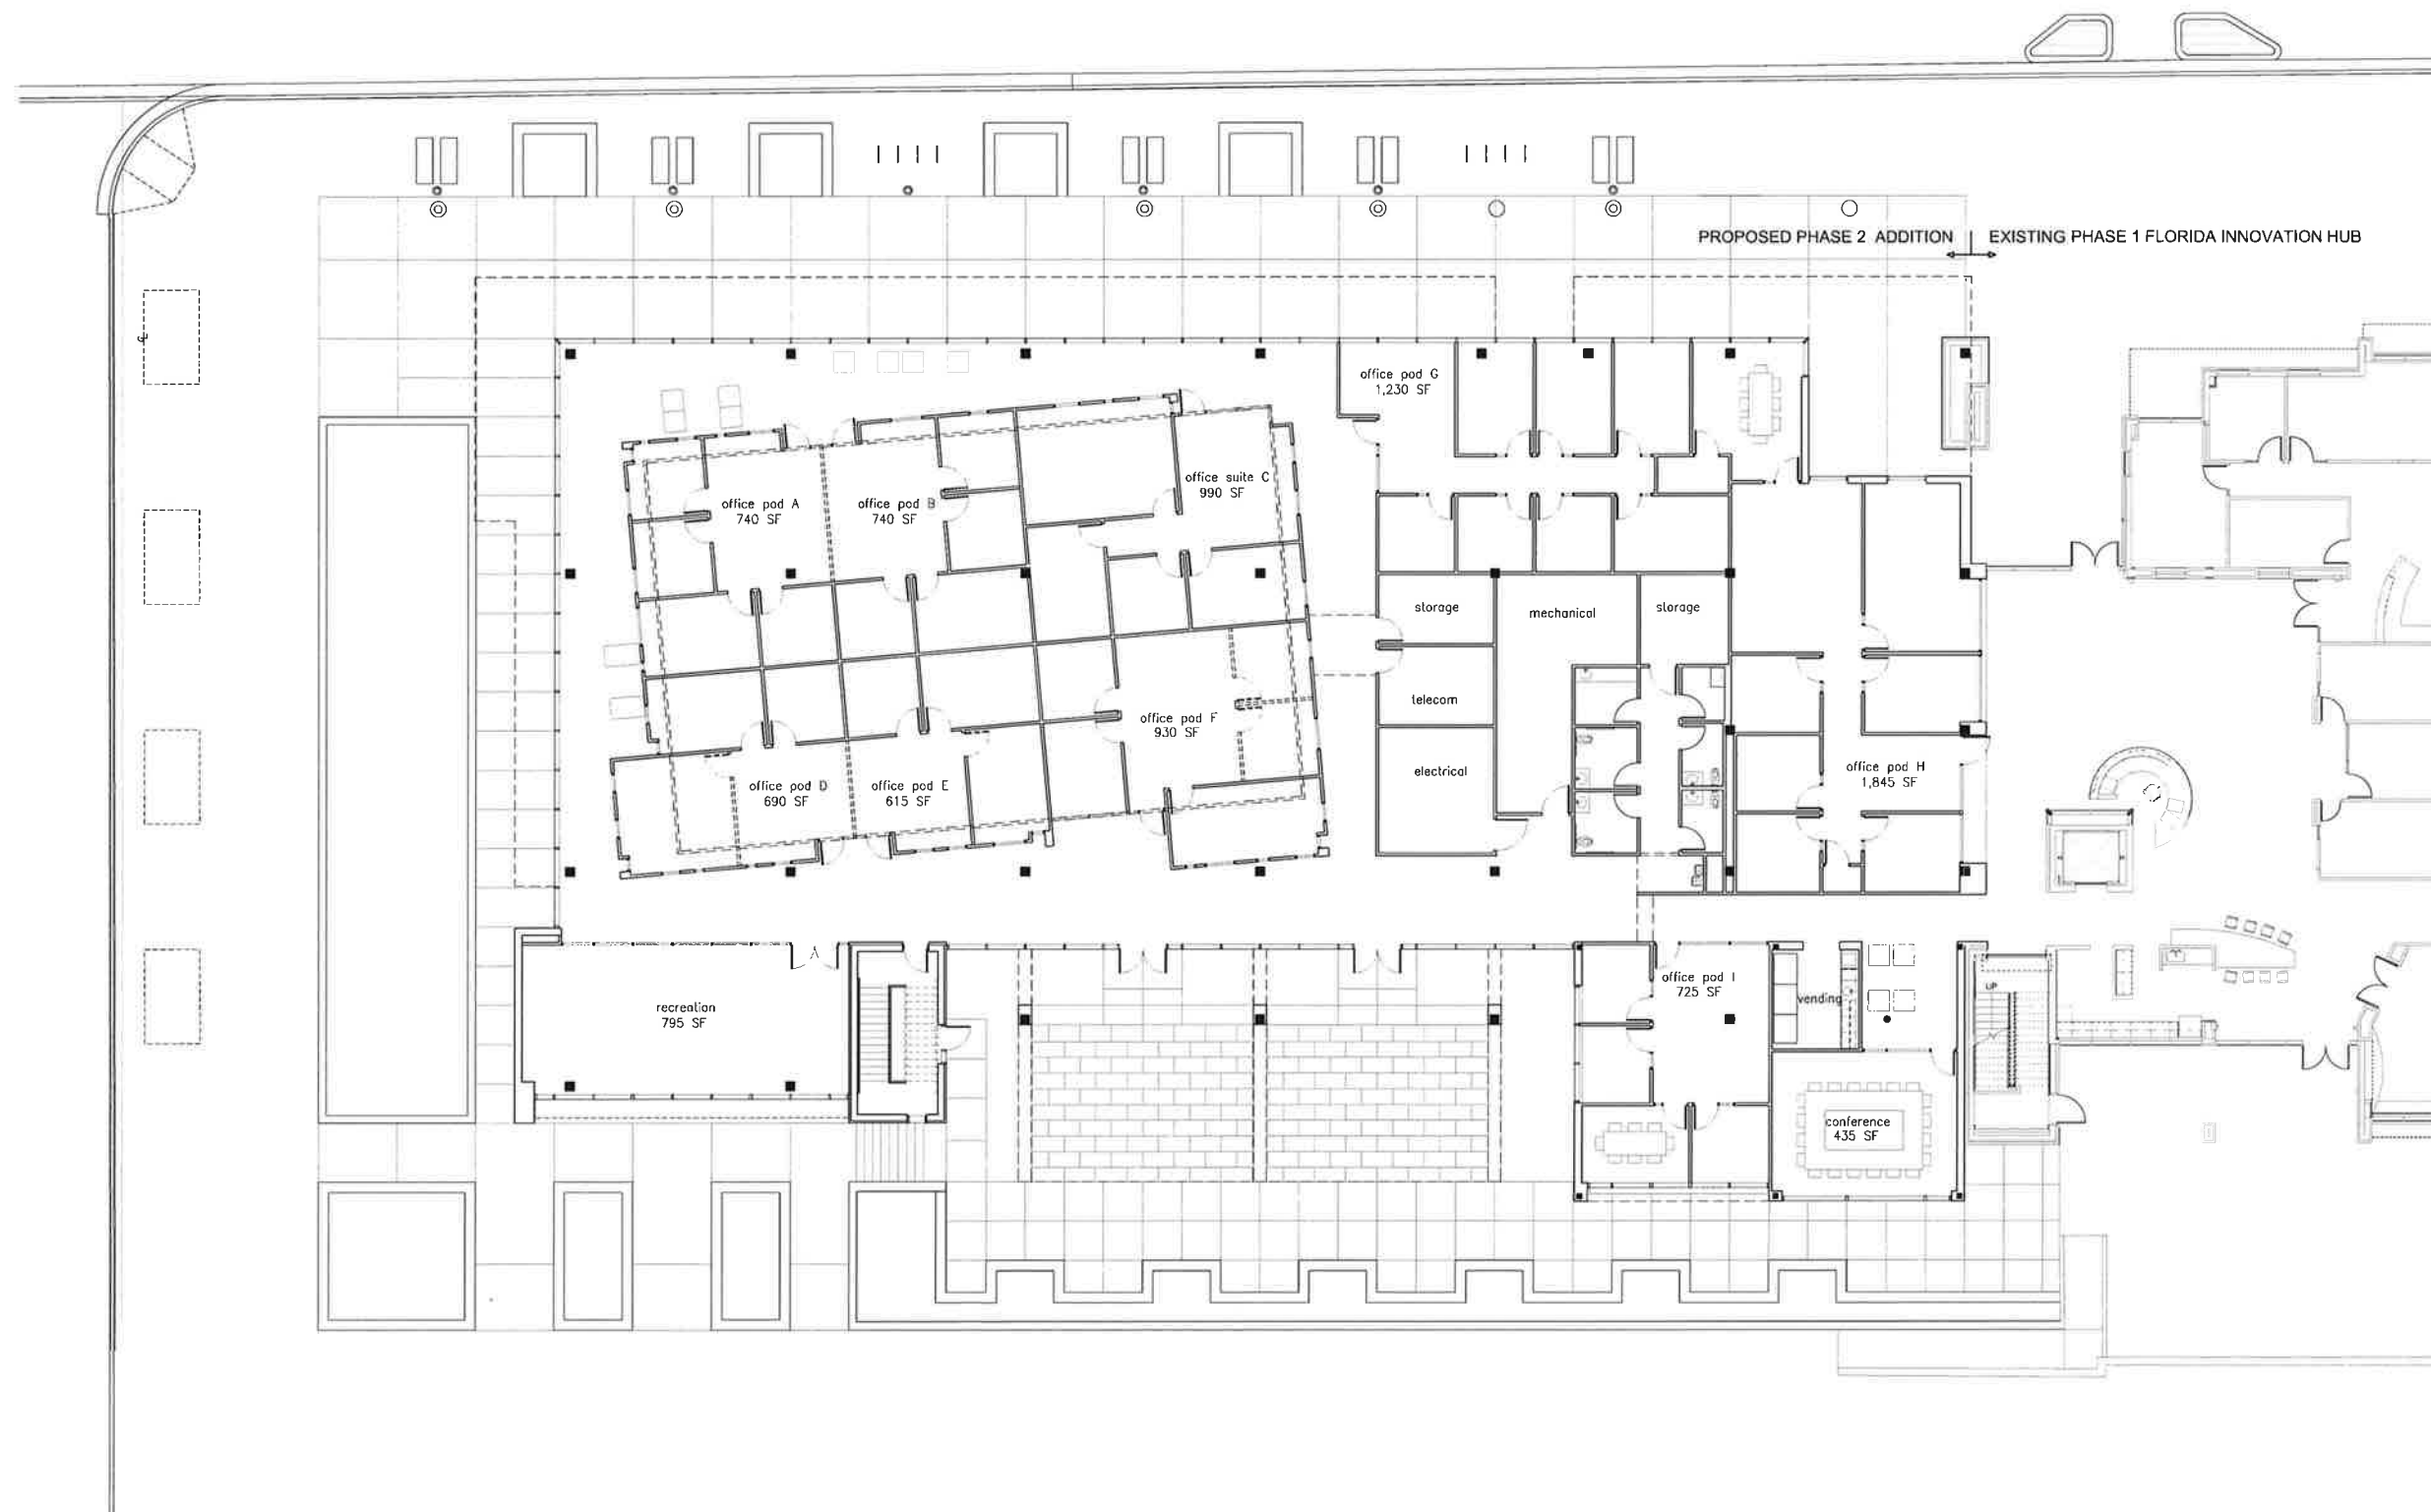 PROPOSED PHASE 2 ADDITION
EXISTING PHASE 1 FLORIDA INNOVATION HUB
office pod G
1,230 SF
office pod A
740 SF
office pod B
740 SF
office suite C
990 SF
storage
mechanical
storage
telecom
office pod F
930 SF
electrical
office pod D
690 SF
office pod E
615 SF
office pod H
1,845 SF
recreation
795 SF
office pod I
725 SF
vending
UP
conference
435 SF